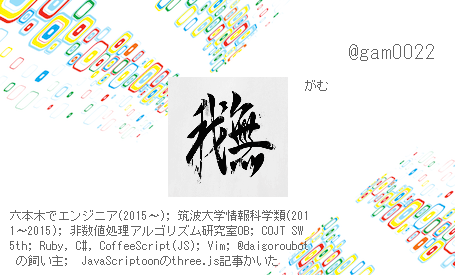 @gam0022
がむ
我無
六本木でエンジニア(2015～); 筑波大学情報科学類(201
1～2015); 非数値処理アルゴリズム研究室OB; COJT SW
5th; Ruby, C#, CoffeeScript(JS); Vim; @daigoroubot
の飼い主; JavaScriptoonのthree.js記事かいた